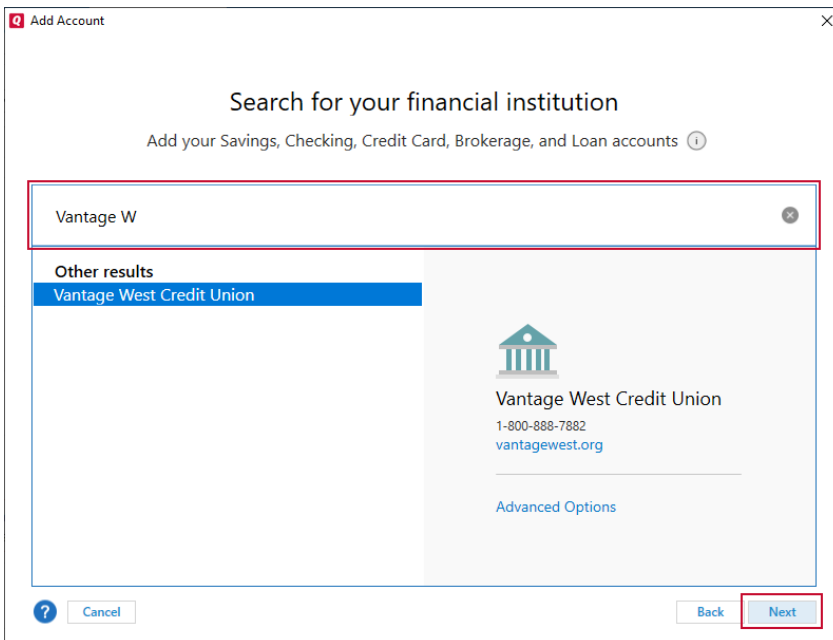 Q Add Account
Search for your financial institution
Add your Savings, Checking, Credit Card, Brokerage, and Loan accounts i
Vantage W
Other results
Vantage West Credit Union
Vantage West Credit Union
1-800-888-7882
vantagewest.org
Advanced Options
? Cancel Back Next